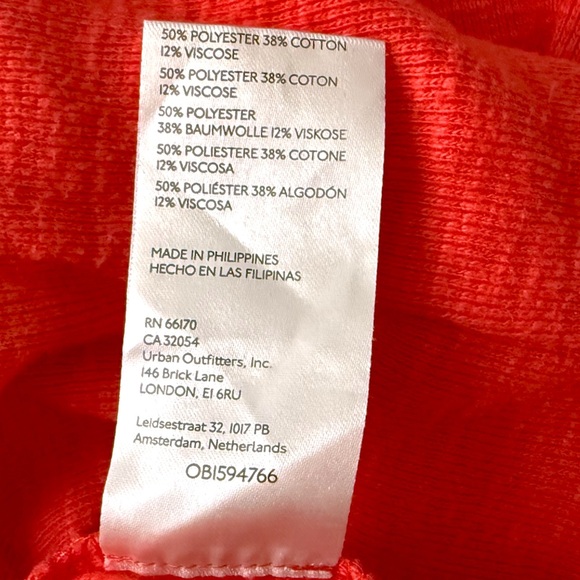 50% POLYESTER 38% COTTON
12% VISCOSE
50% POLYESTER 38% COTON
12% VISCOSE
50% POLYESTER
38% BAUMWOLLE 12% VISKOSE
50% POLIESTERE 38% COTONE
12% VISCOSA
50% POLIÉSTER 38% ALGODÓN
12% VISCOSA
MADE IN PHILIPPINES
HECHO EN LAS FILIPINAS
RN 66170
CA 32054
Urban Outfitters, Inc.
146 Brick Lane
LONDON, E1 6RU
Leidsestraat 32, 1017 PB
Amsterdam, Netherlands
OB1594766